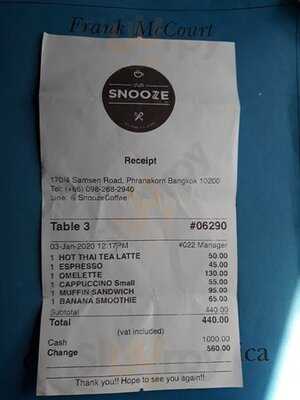 Frank McCourt
SNOOZE
Receipt
170/4 Samsen Road, Phranakorn Bangkok 10200
Tel: (+66) 098-268-2940
Line: @SnoozeCoffee
Table 3 #06290
03-Jan-2020 12:17PM #022 Manager
1 HOT THAI TEA LATTE 50.00
1 ESPRESSO 45.00
1 OMELETTE 130.00
1 CAPPUCCINO Small 55.00
1 MUFFIN SANDWICH 95.00
1 BANANA SMOOTHIE 65.00
Subtotal 440.00
Total 440.00
(vat included)
Cash 1000.00
Change 560.00
Thank you!! Hope to see you again!!